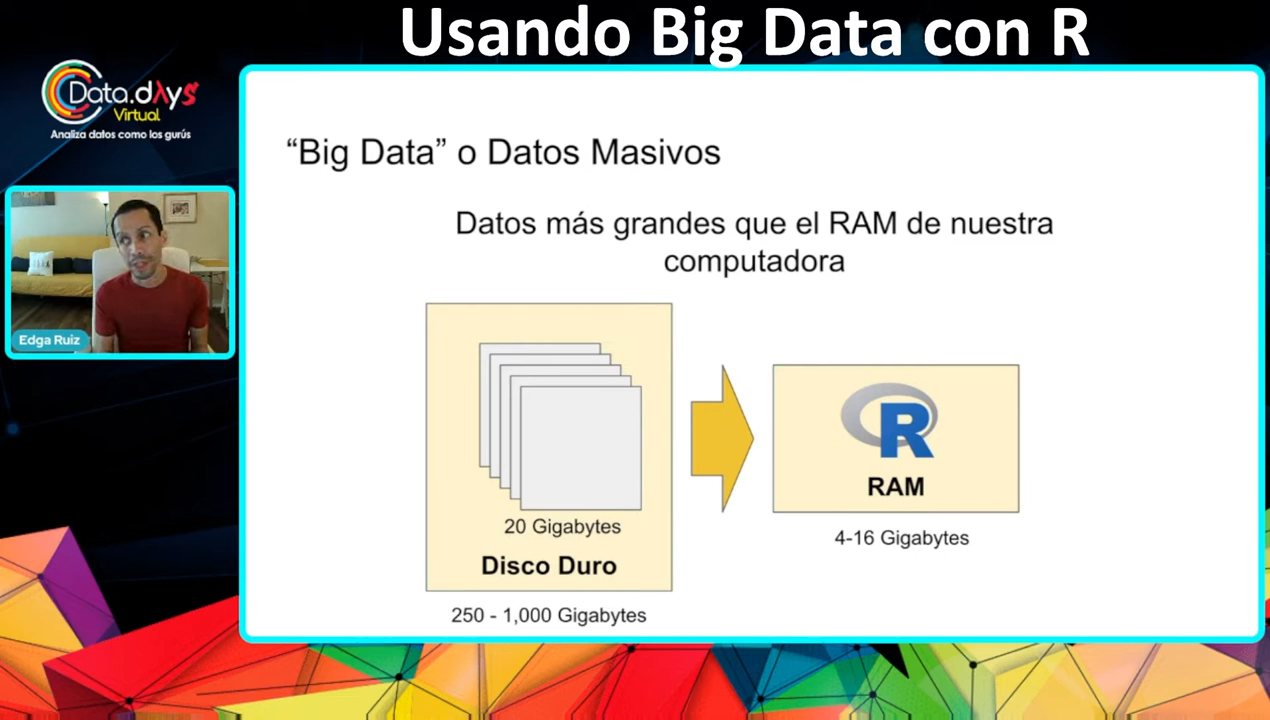 Usando Big Data con R
Data.dλys
Virtual
Analiza datos como los gurús
Edga Ruiz
“Big Data” o Datos Masivos
Datos más grandes que el RAM de nuestra
computadora
20 Gigabytes
Disco Duro
250 - 1,000 Gigabytes
R
RAM
4-16 Gigabytes